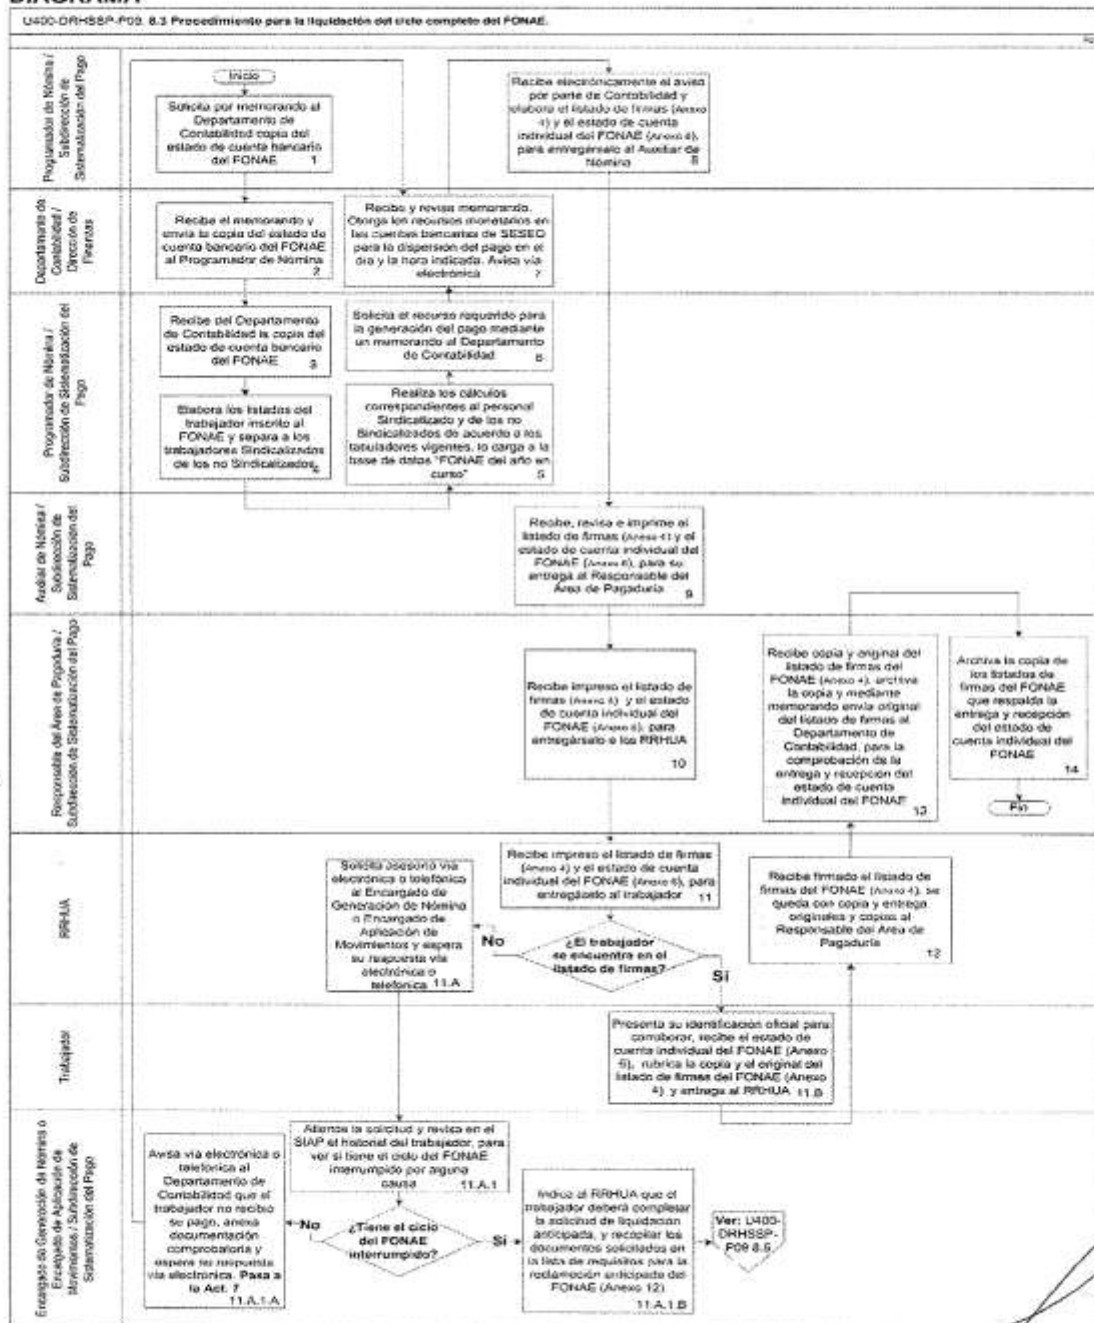 DIAGRAMA
U400-DRHSSP-P09. 8.3 Procedimiento para la liquidación del ciclo completo del FONAE.
Programador de Nómina /
Subdirección de
Sistematización del Pago
Inicio
Solicita por memorando al
Departamento de
Contabilidad copia del
estado de cuenta bancario
del FONAE
1
Recibe electrónicamente el aviso
por parte de Contabilidad y
elabora el listado de firmas (Anexo
4) y el estado de cuenta
individual del FONAE (Anexo 6),
para entregárselo al Auxiliar de
Nómina
8
Departamento de
Contabilidad /
Dirección de
Finanzas
Recibe el memorando y
envía la copia del estado de
cuenta bancario del FONAE
al Programador de Nómina
2
Recibe y revisa memorando.
Otorga los recursos monetarios en
las cuentas bancarias de SESEQ
para la dispersión del pago en el
día y la hora indicada. Avisa vía
electrónica
7
Programador de Nómina /
Subdirección de Sistematización del
Pago
Recibe del Departamento
de Contabilidad la copia del
estado de cuenta bancario
del FONAE
3
Solicita el recurso requerido para
la generación del pago mediante
un memorando al Departamento
de Contabilidad
6
Elabora los listados del
trabajador inscrito al
FONAE y separa a los
trabajadores Sindicalizados
de los no Sindicalizados
4
Realiza los cálculos
correspondientes al personal
Sindicalizado y de los no
Sindicalizados de acuerdo a los
tabuladores vigentes, lo carga a la
base de datos "FONAE del año en
curso"
5
Auxiliar de Nómina /
Subdirección de
Sistematización del
Pago
Recibe, revisa e imprime el
listado de firmas (Anexo 4) y el
estado de cuenta individual del
FONAE (Anexo 6), para su
entrega al Responsable del
Área de Pagaduría
9
Responsable del Área de Pagaduría /
Subdirección de Sistematización del Pago
Recibe impreso el listado de
firmas (Anexo 4) y el estado
de cuenta individual del
FONAE (Anexo 6), para
entregárselo a los RRHUA
10
Recibe copia y original del
listado de firmas del
FONAE (Anexo 4), archiva
la copia y mediante
memorando envía original
del listado de firmas al
Departamento de
Contabilidad, para la
comprobación de la
entrega y recepción del
estado de cuenta
individual del FONAE
13
Archiva la copia de
los listados de
firmas del FONAE
que respalda la
entrega y recepción
del estado de
cuenta individual del
FONAE
14
Fin
RRHUA
Solicita asesoría vía
electrónica o telefónica
al Encargado de
Generación de Nómina
o Encargado de
Aplicación de
Movimientos y espera
su respuesta vía
electrónica o
telefónica 11.A
Recibe impreso el listado de firmas
(Anexo 4) y el estado de cuenta
individual del FONAE (Anexo 6), para
entregárselo al trabajador
11
No
¿El trabajador
se encuentra en el
listado de firmas?
Sí
Recibe firmado el listado de
firmas del FONAE (Anexo 4), se
queda con copia y entrega
originales y copias al
Responsable del Área de
Pagaduría
12
Trabajador
Presenta su identificación oficial para
corroborar, recibe el estado de
cuenta individual del FONAE (Anexo
6), rubrica la copia y el original del
listado de firmas del FONAE (Anexo
4) y entrega al RRHUA 11.B
Encargado de Generación de Nómina o
Encargado de Aplicación de
Movimientos / Subdirección de
Sistematización del Pago
Avisa vía electrónica o
telefónica al
Departamento de
Contabilidad que el
trabajador no recibió
su pago, anexa
documentación
comprobatoria y
espera su respuesta
vía electrónica. Pasa a
la Act. 7
11.A.1.A
Atiende la solicitud y revisa en el
SIAP el historial del trabajador, para
ver si tiene el ciclo del FONAE
interrumpido por alguna
causa
11.A.1
No
¿Tiene el ciclo
del FONAE
interrumpido?
Sí
Indica al RRHUA que el
trabajador deberá completar
la solicitud de liquidación
anticipada, y recopilar los
documentos solicitados en
la lista de requisitos para la
reclamación anticipada del
FONAE (Anexo 12)
11.A.1.B
Ver: U400-
DRHSSP-
P09 8.5.